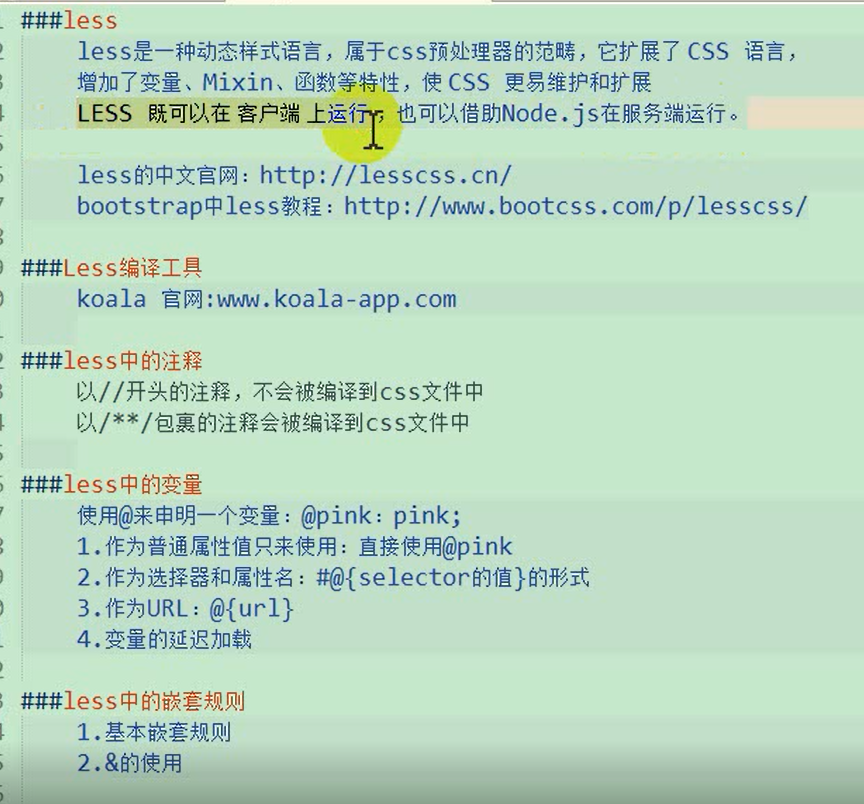 ###less
less是一种动态样式语言，属于css预处理器的范畴，它扩展了 CSS 语言，
增加了变量、Mixin、函数等特性，使 CSS 更易维护和扩展
LESS 既可以在 客户端 上运行 ，也可以借助Node.js在服务端运行。
less的中文官网：http://lesscss.cn/
bootstrap中less教程：http://www.bootcss.com/p/lesscss/
###Less编译工具
koala 官网:www.koala-app.com
###less中的注释
以//开头的注释，不会被编译到css文件中
以/**/包裹的注释会被编译到css文件中
###less中的变量
使用@来申明一个变量：@pink：pink;
1.作为普通属性值只来使用：直接使用@pink
2.作为选择器和属性名：#@{selector的值}的形式
3.作为URL：@{url}
4.变量的延迟加载
###less中的嵌套规则
1.基本嵌套规则
2.&的使用